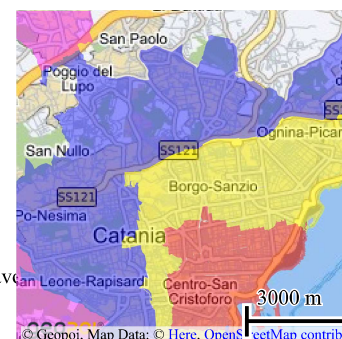 San Paolo
Poggio del
Lupo
SS121
Ognina-Pica
San Nullo
Borgo-Sanzio
SS121
Po-Nesima
Catania
San Leone-Rapisardi
Centro-San
Cristoforo
3000 m
© Geopoi, Map Data: © Here, OpenStreetMap contrib